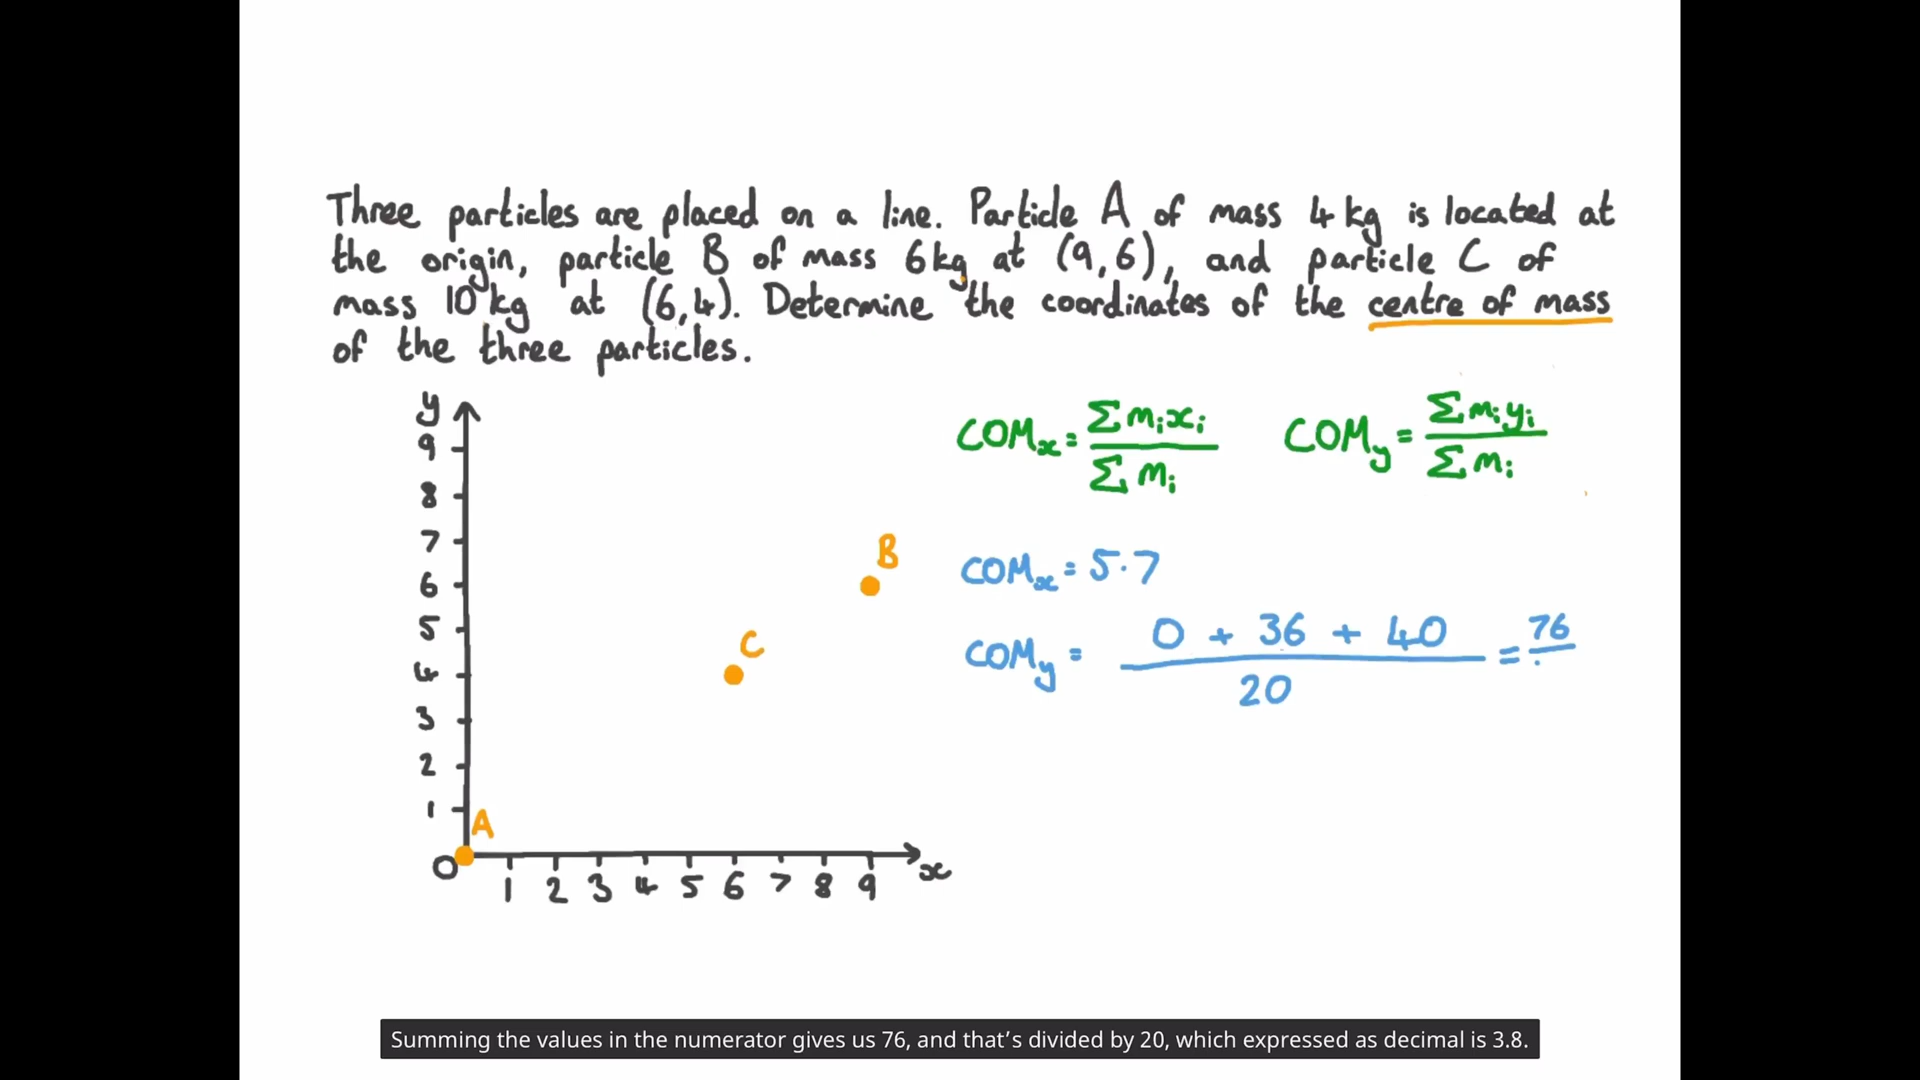 Three particles are placed on a line. Particle A of mass 4 kg is located at
the origin, particle B of mass 6 kg at (9,6), and particle C of
mass 10 kg at (6,4). Determine the coordinates of the centre of mass
of the three particles.
y
9
8
7
6
5
4
3
2
1
O
1 2 3 4 5 6 7 8 9
x
A
B
C
COMx = Σ mᵢxᵢ / Σ mᵢ
COMy = Σ mᵢyᵢ / Σ mᵢ
COMx = 5.7
COMy = 0 + 36 + 40 / 20 = 76
Summing the values in the numerator gives us 76, and that’s divided by 20, which expressed as decimal is 3.8.